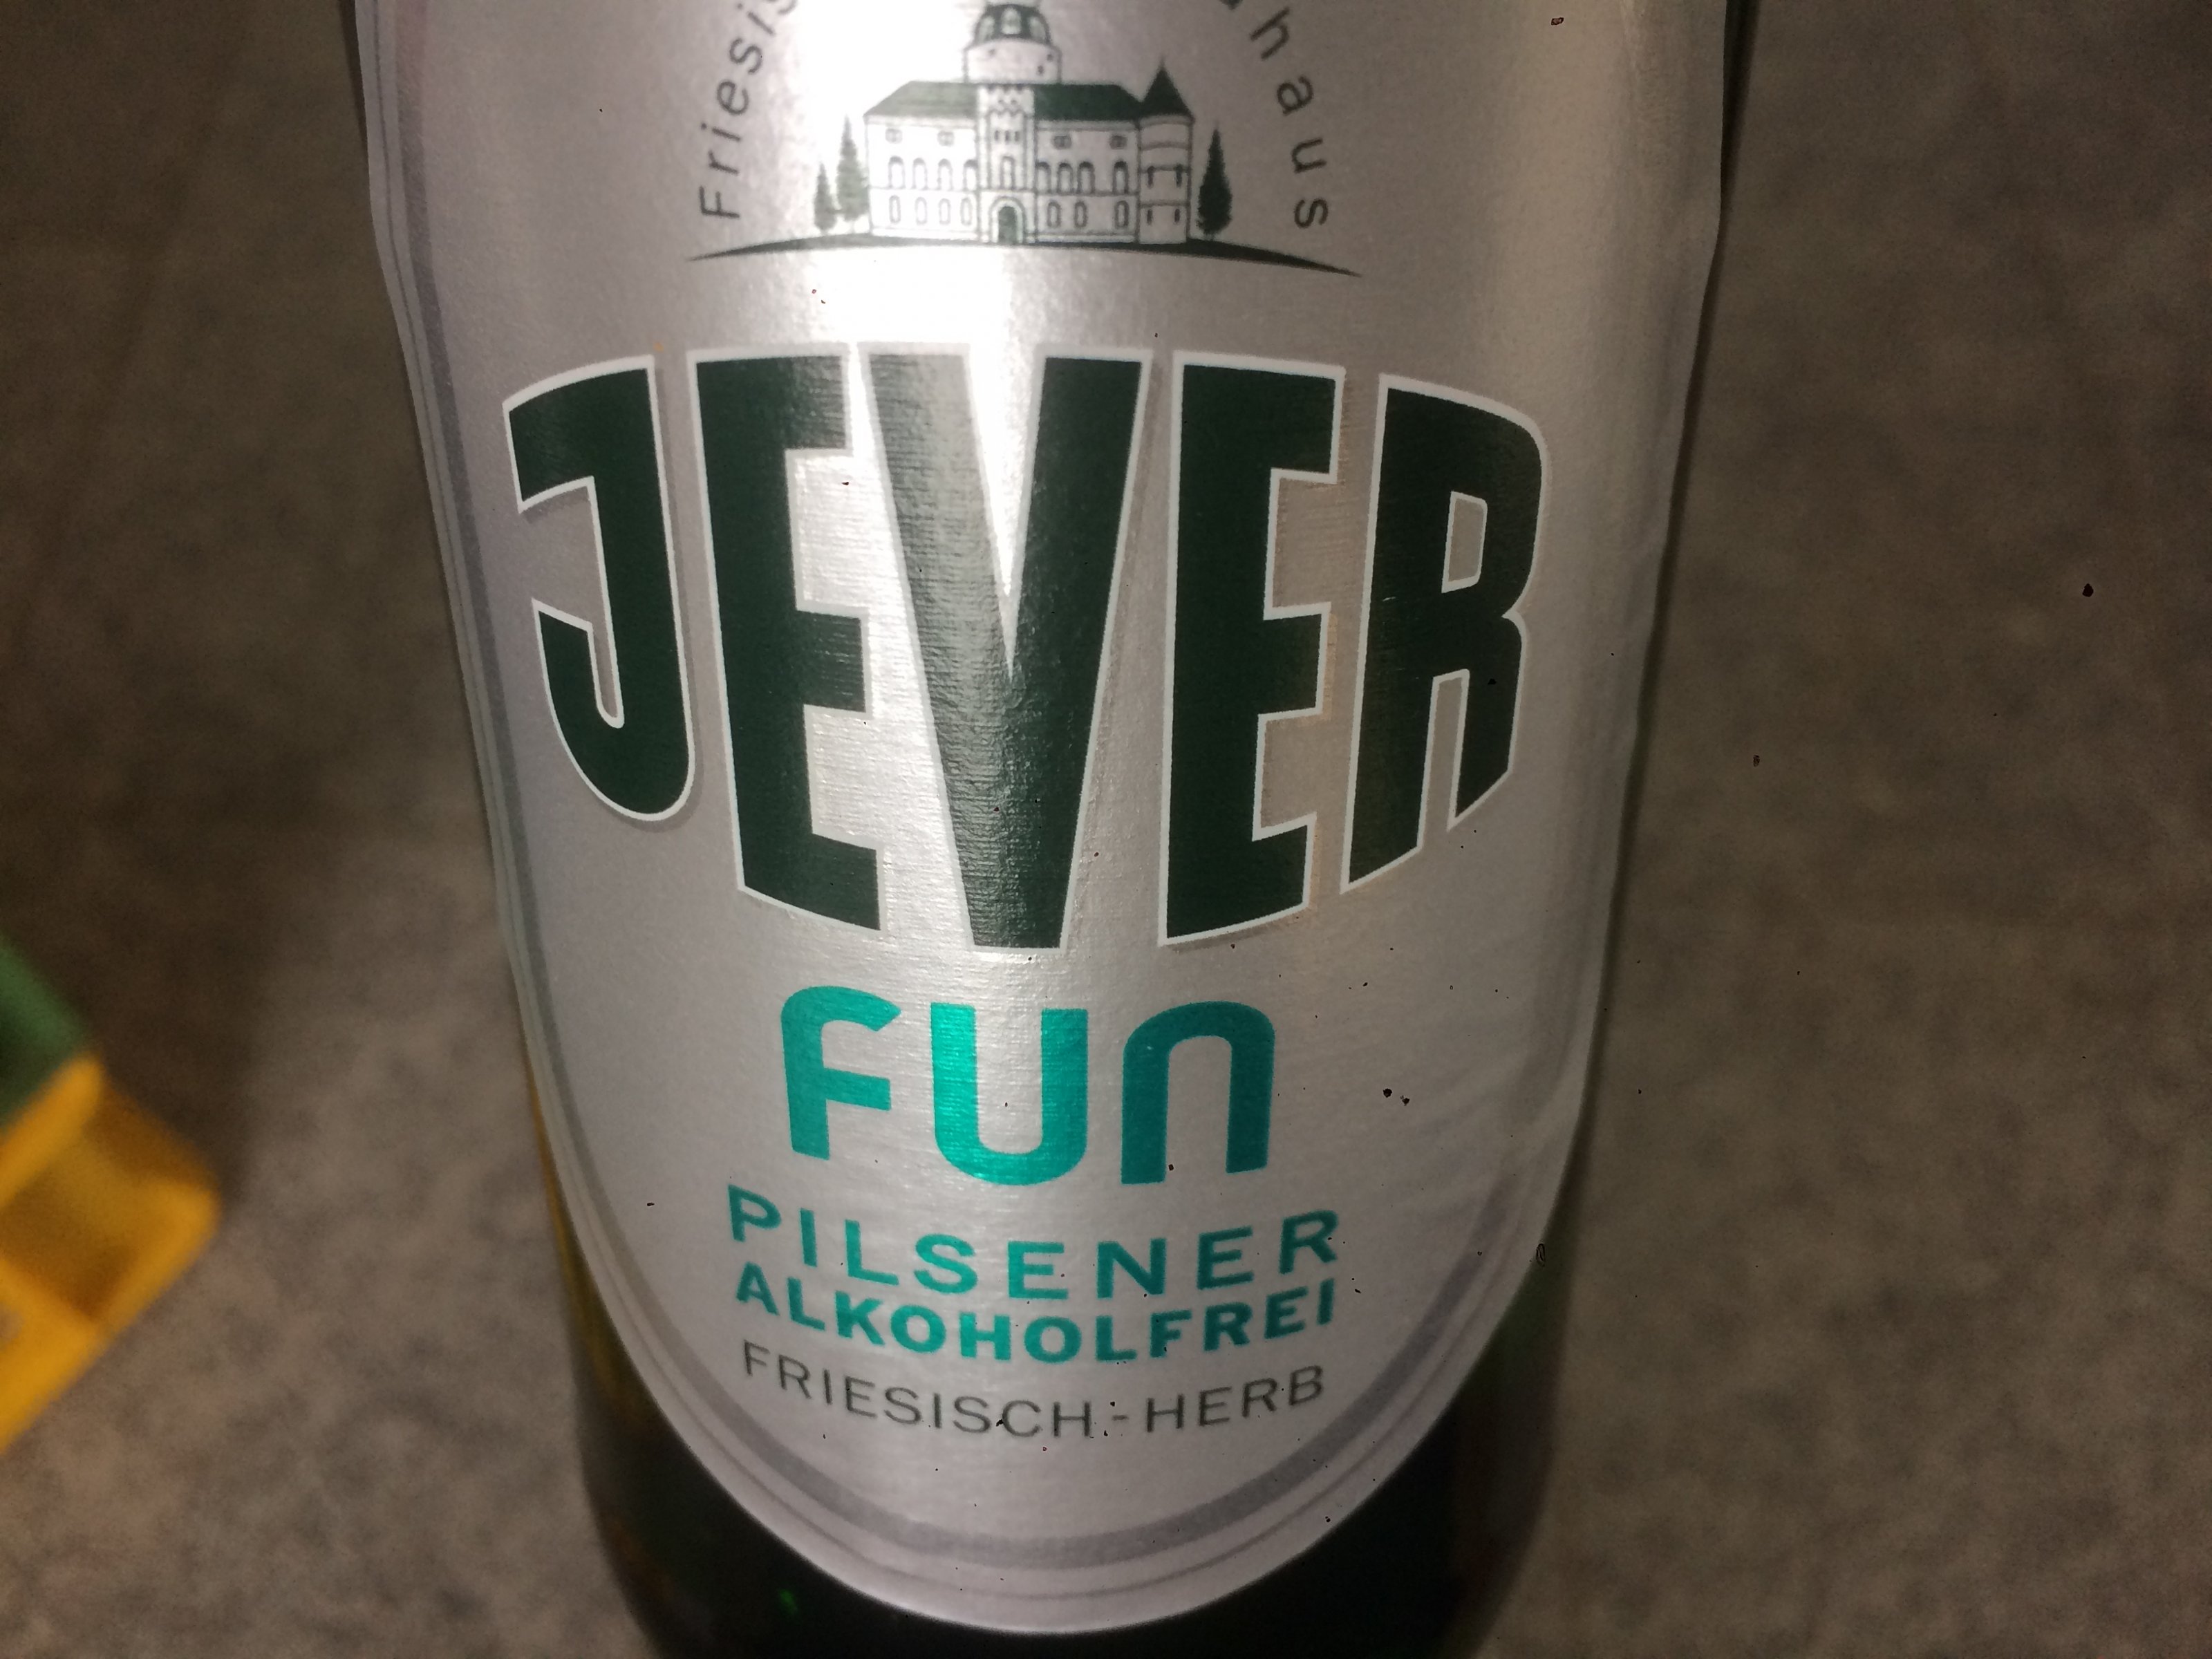 JEVER
FUN
PILSENER
ALKOHOLFREI
FRIESISCH-HERB